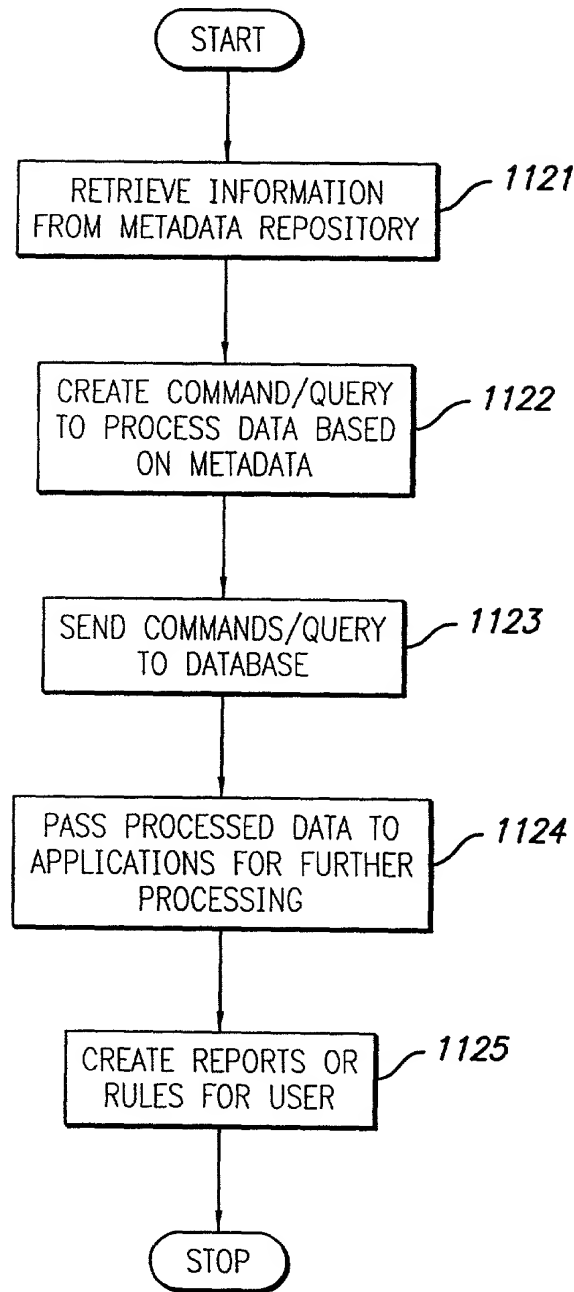 START
RETRIEVE INFORMATION
FROM METADATA REPOSITORY
1121
CREATE COMMAND/QUERY
TO PROCESS DATA BASED
ON METADATA
1122
SEND COMMANDS/QUERY
TO DATABASE
1123
PASS PROCESSED DATA TO
APPLICATIONS FOR FURTHER
PROCESSING
1124
CREATE REPORTS OR
RULES FOR USER
1125
STOP